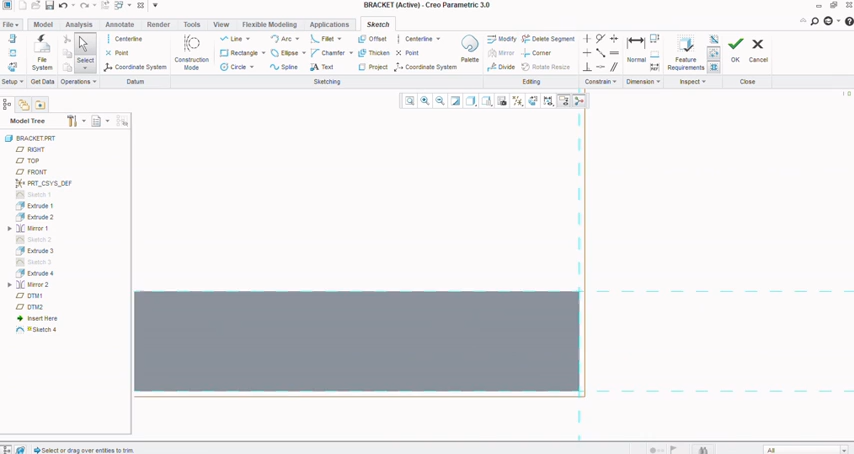 BRACKET (Active) - Creo Parametric 3.0
File Model Analysis Annotate Render Tools View Flexible Modeling Applications Sketch
File System
Select
Centerline
Point
Coordinate System
Construction Mode
Line Arc Fillet Offset Centerline
Rectangle Ellipse Chamfer Thicken Point
Circle Spline Text Project Coordinate System
Palette
Modify Delete Segment
Mirror Corner
Divide Rotate Resize
Normal
Feature Requirements
OK Cancel
Setup Get Data Operations Datum Sketching Editing Constrain Dimension Inspect Close
Model Tree
BRACKET.PRT
RIGHT
TOP
FRONT
PRT_CSYS_DEF
Sketch 1
Extrude 1
Extrude 2
Mirror 1
Sketch 2
Extrude 3
Sketch 3
Extrude 4
Mirror 2
DTM1
DTM2
Insert Here
Sketch 4
Select or drag over entities to trim.
All